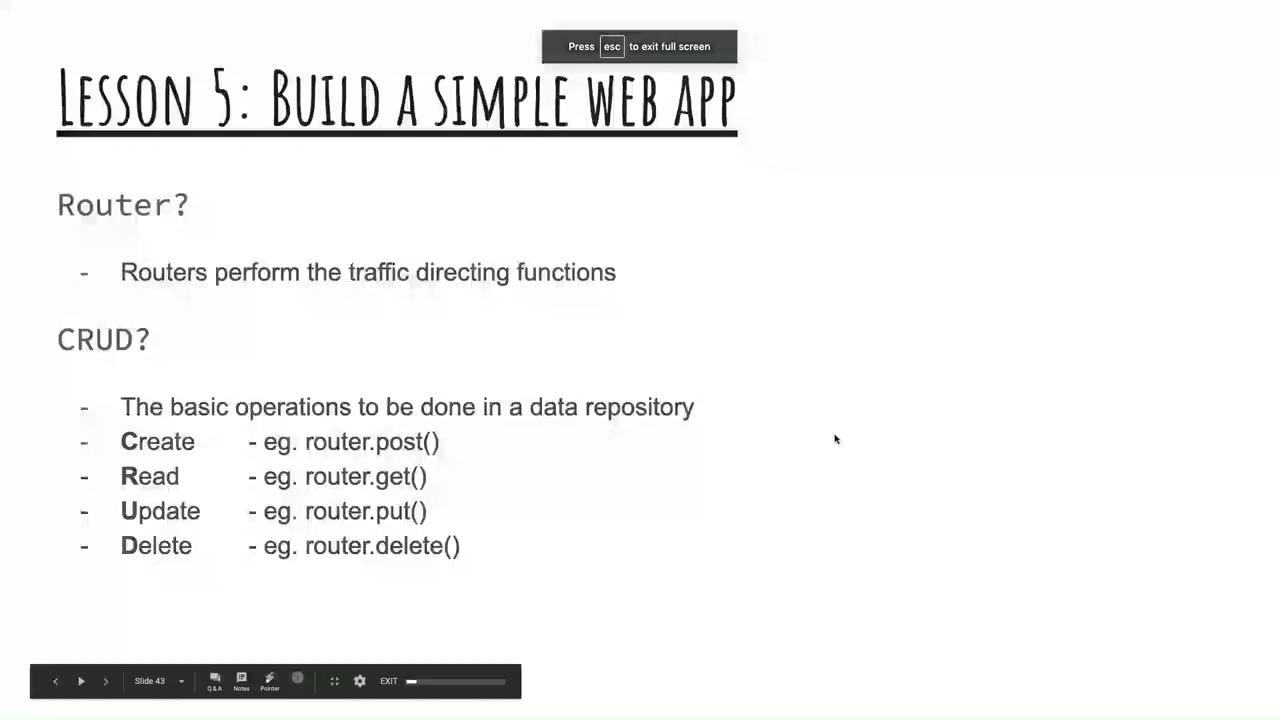 Press esc to exit full screen
LESSON 5: BUILD A SIMPLE WEB APP
Router?
- Routers perform the traffic directing functions
CRUD?
- The basic operations to be done in a data repository
- Create - eg. router.post()
- Read - eg. router.get()
- Update - eg. router.put()
- Delete - eg. router.delete()
Slide 43 Q & A Notes Pointer EXIT